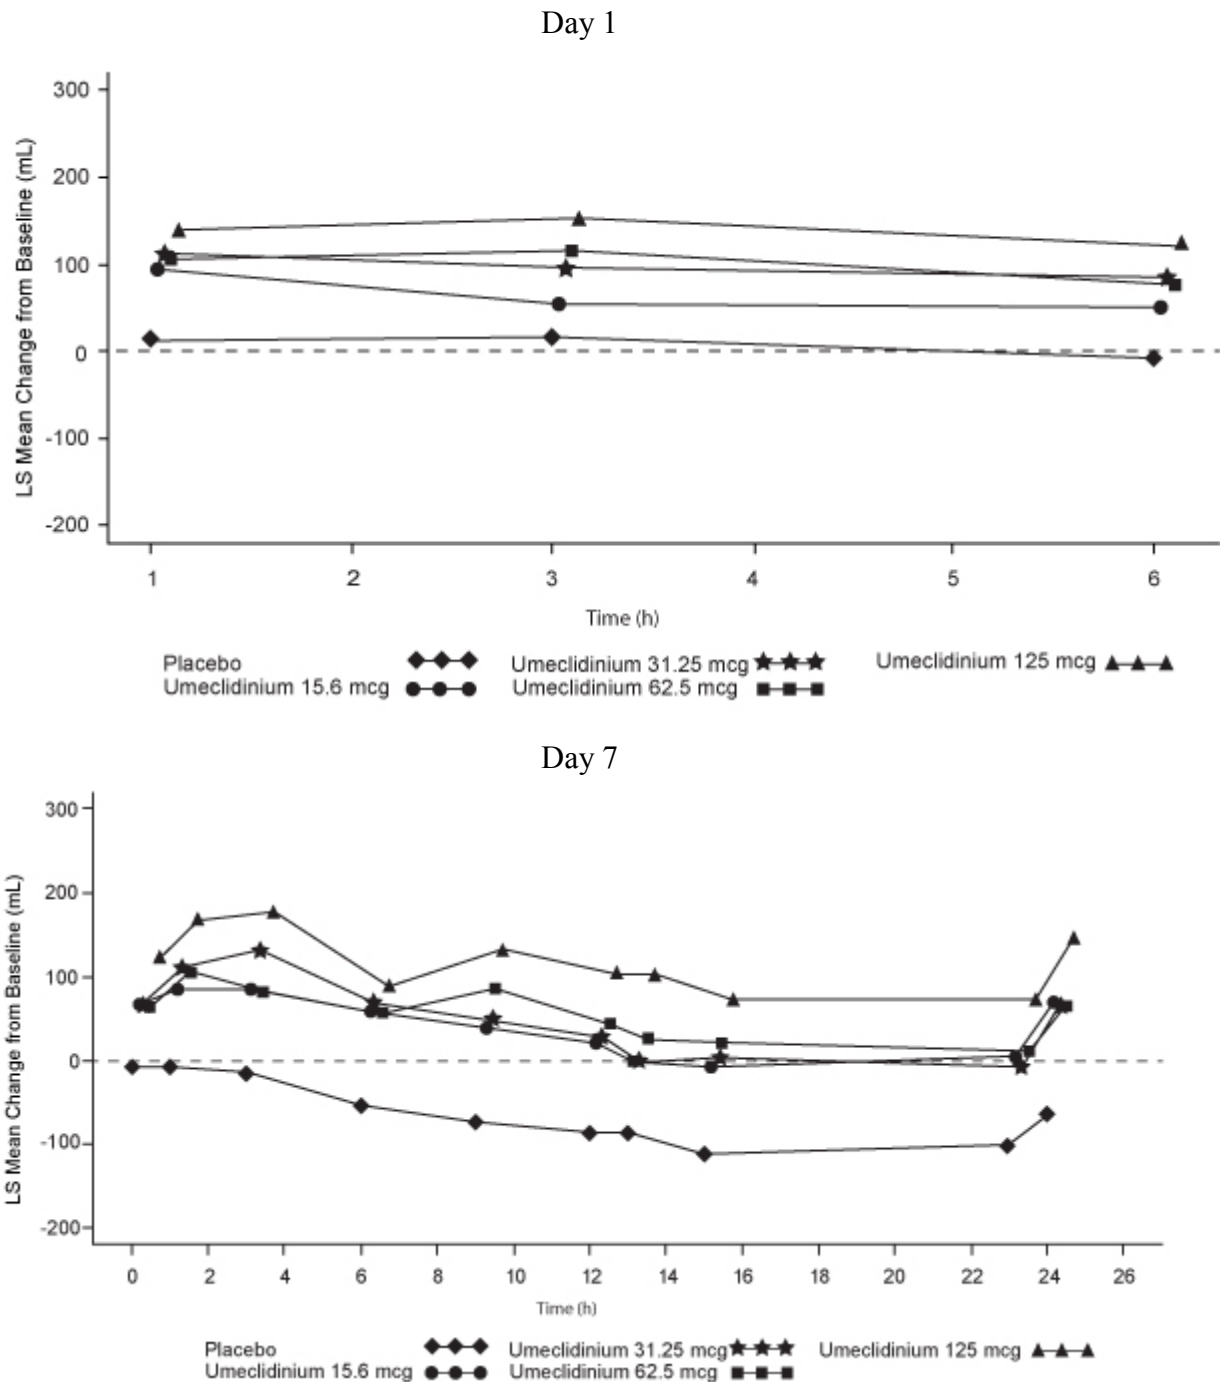 Day 1
LS Mean Change from Baseline (mL)
300
200
100
0
-100
-200
1 2 3 4 5 6
Time (h)
Placebo Umeclidinium 31.25 mcg Umeclidinium 125 mcg
Umeclidinium 15.6 mcg Umeclidinium 62.5 mcg
Day 7
LS Mean Change from Baseline (mL)
300
200
100
0
-100
-200
0 2 4 6 8 10 12 14 16 18 20 22 24 26
Time (h)
Placebo Umeclidinium 31.25 mcg Umeclidinium 125 mcg
Umeclidinium 15.6 mcg Umeclidinium 62.5 mcg